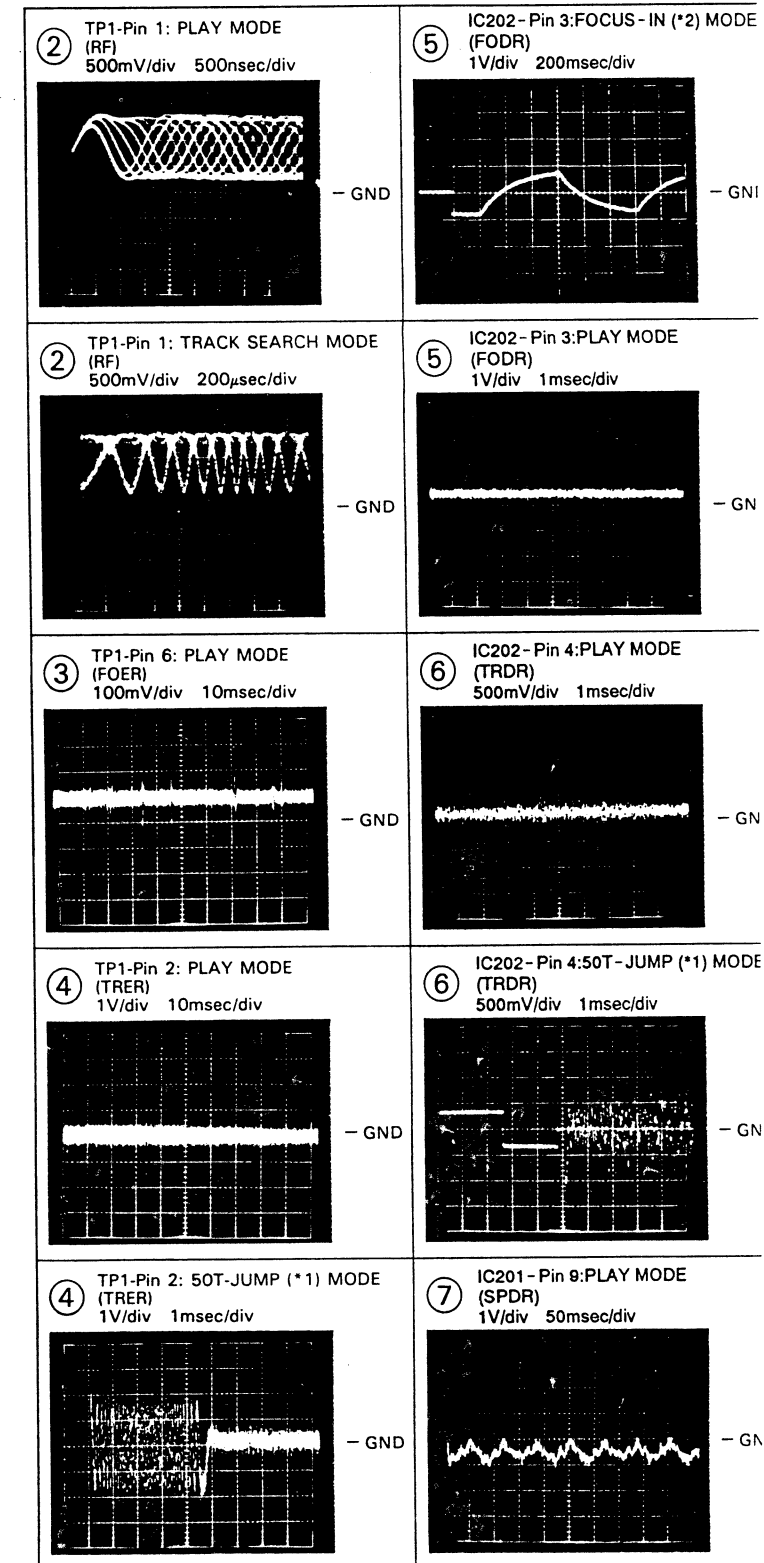 ② TP1-Pin 1: PLAY MODE
(RF)
500mV/div 500nsec/div
– GND
② TP1-Pin 1: TRACK SEARCH MODE
(RF)
500mV/div 200μsec/div
– GND
③ TP1-Pin 6: PLAY MODE
(FOER)
100mV/div 10msec/div
– GND
④ TP1-Pin 2: PLAY MODE
(TRER)
1V/div 10msec/div
– GND
④ TP1-Pin 2: 50T-JUMP (*1) MODE
(TRER)
1V/div 1msec/div
– GND
⑤ IC202-Pin 3:FOCUS-IN (*2) MODE
(FODR)
1V/div 200msec/div
– GNI
⑤ IC202-Pin 3:PLAY MODE
(FODR)
1V/div 1msec/div
– GN
⑥ IC202-Pin 4:PLAY MODE
(TRDR)
500mV/div 1msec/div
– GN
⑥ IC202-Pin 4:50T-JUMP (*1) MODE
(TRDR)
500mV/div 1msec/div
– GN
⑦ IC201-Pin 9:PLAY MODE
(SPDR)
1V/div 50msec/div
– GN